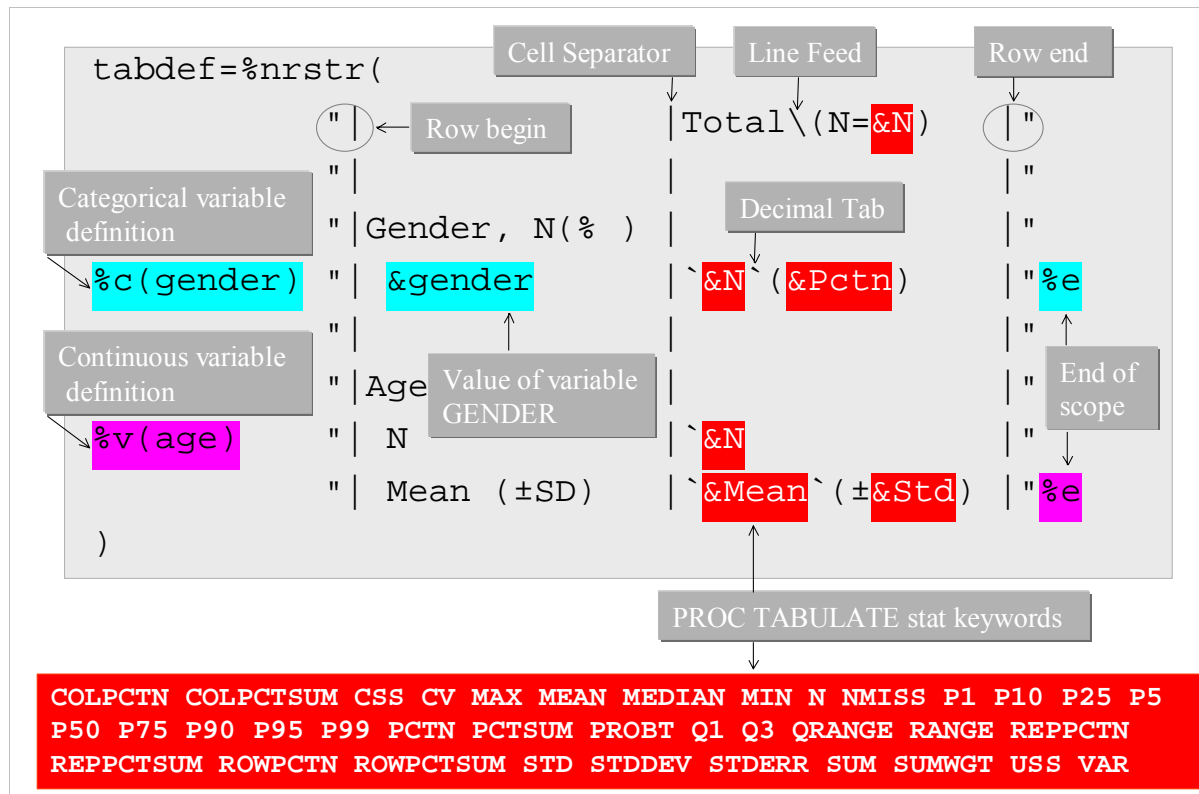 Cell Separator
Line Feed
Row end
tabdef=%nrstr(
"| |Total\(N=&N) |"
Row begin
"| | |"
Categorical variable
definition
Decimal Tab
"|Gender, N(% ) | |"
%c(gender) "| &gender |`&N`(&Pctn) |"%e
"| | |"
Continuous variable
definition
Value of variable
GENDER
End of
scope
"|Age | |"
%v(age) "| N |`&N |"
"| Mean (±SD) |`&Mean`(±&Std) |"%e
)
PROC TABULATE stat keywords
COLPCTN COLPCTSUM CSS CV MAX MEAN MEDIAN MIN N NMISS P1 P10 P25 P5
P50 P75 P90 P95 P99 PCTN PCTSUM PROBT Q1 Q3 QRANGE RANGE REPPCTN
REPPCTSUM ROWPCTN ROWPCTSUM STD STDDEV STDERR SUM SUMWGT USS VAR